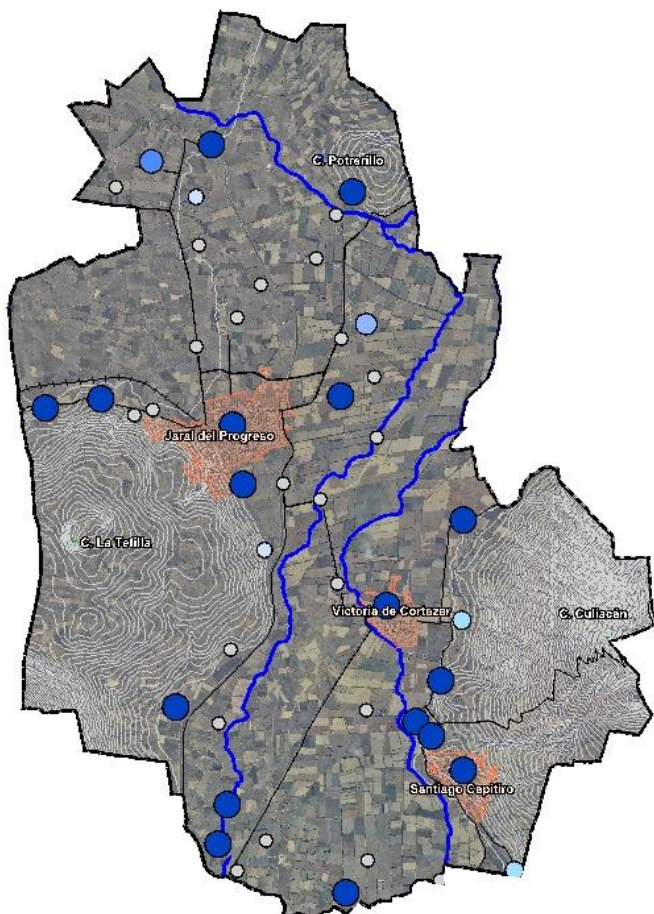 C. Potrerillo
Jaral del Progreso
C. La Tetilla
Victoria de Cortazar
C. Culiacán
Santiago Capitiro